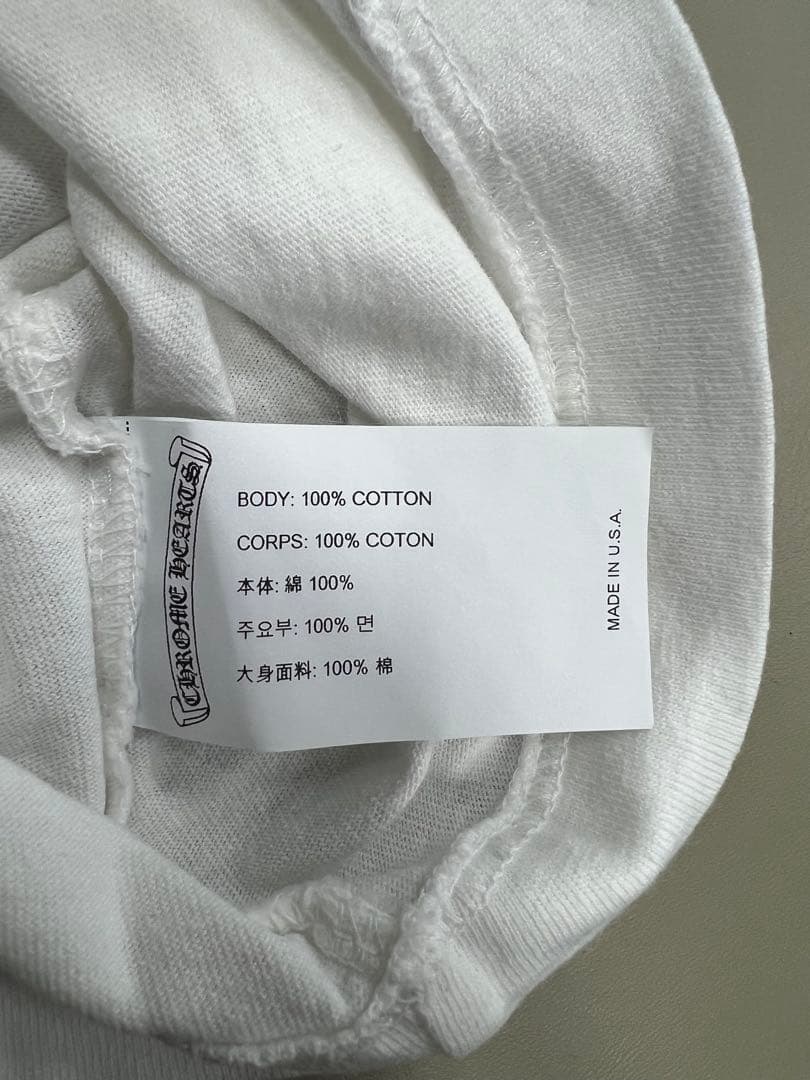 CHROME HEARTS
BODY: 100% COTTON
CORPS: 100% COTON
本体: 綿 100%
주요부: 100% 면
大身面料: 100% 棉
MADE IN U.S.A.